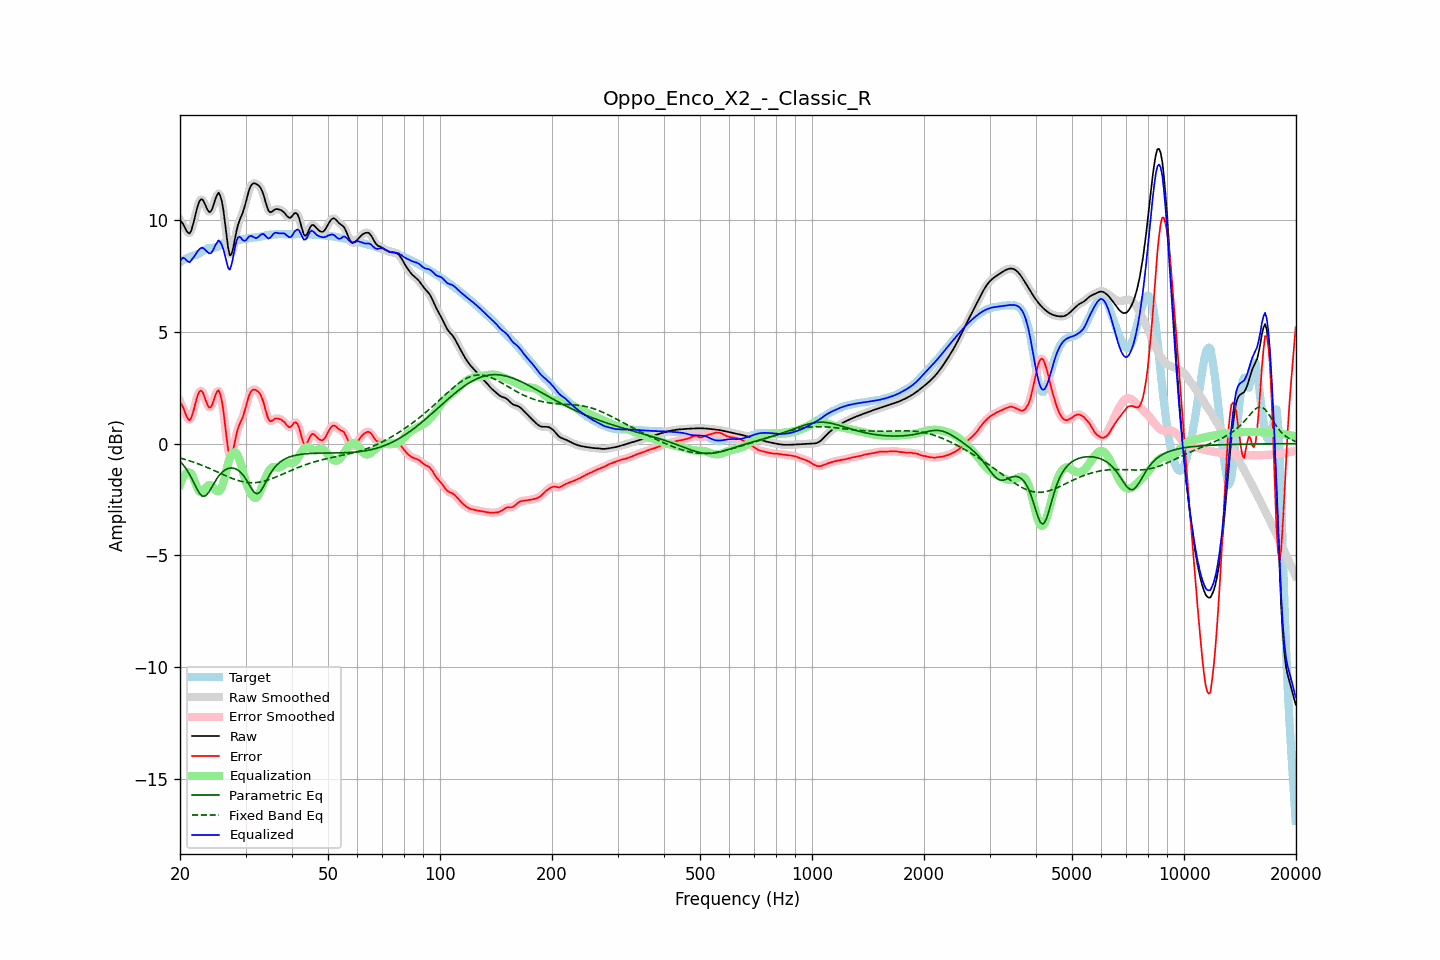 Oppo_Enco_X2_-_Classic_R
Amplitude (dBr)
10
5
0
−5
−10
−15
Target
Raw Smoothed
Error Smoothed
Raw
Error
Equalization
Parametric Eq
Fixed Band Eq
Equalized
20 50 100 200 500 1000 2000 5000 10000 20000
Frequency (Hz)